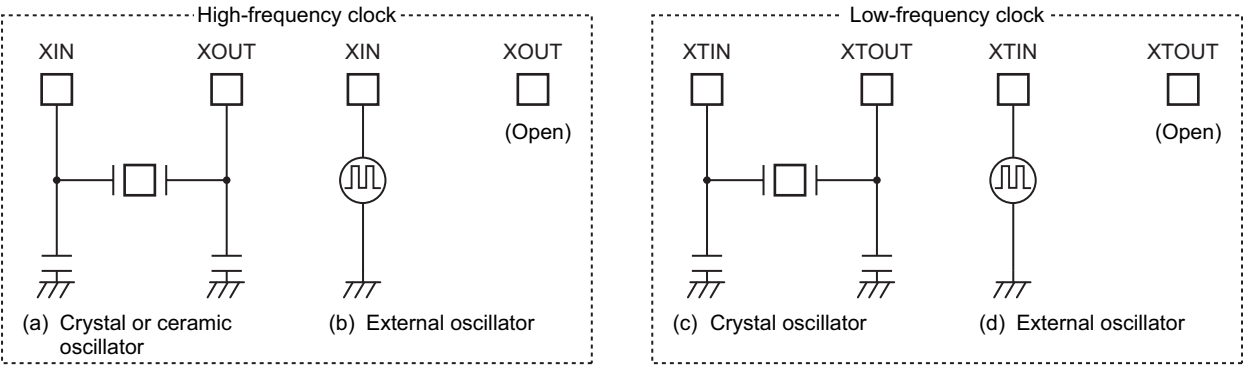 High-frequency clock
XIN XOUT XIN XOUT
(Open)
(a) Crystal or ceramic
oscillator
(b) External oscillator
Low-frequency clock
XTIN XTOUT XTIN XTOUT
(Open)
(c) Crystal oscillator
(d) External oscillator